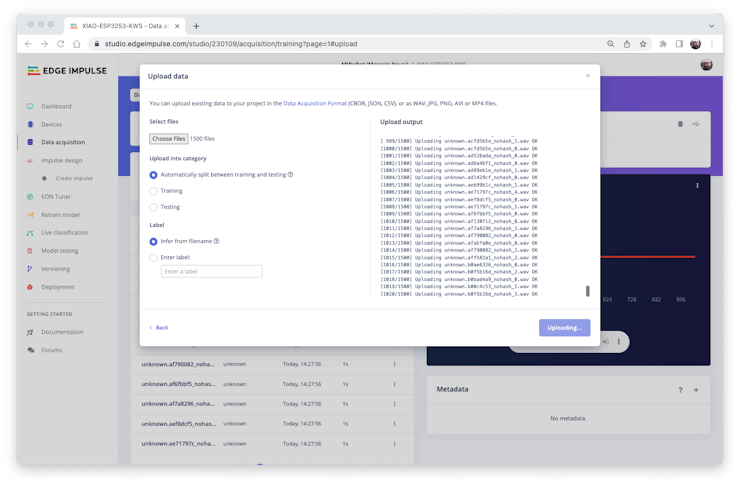 XIAO-ESP32S3-KWS - Data ac
studio.edgeimpulse.com/studio/230109/acquisition/training?page=1#upload
EDGE IMPULSE
Dashboard
Devices
Data acquisition
Impulse design
Create impulse
EON Tuner
Retrain model
Live classification
Model testing
Versioning
Deployment
GETTING STARTED
Documentation
Forums
Upload data
You can upload existing data to your project in the Data Acquisition Format (CBOR, JSON, CSV), or as WAV, JPG, PNG, AVI or MP4 files.
Select files
Choose Files 1500 files
Upload into category
Automatically split between training and testing
Training
Testing
Label
Infer from filename
Enter label:
Enter a label
Upload output
[ 999/1500] Uploading unknown.acfd5b5e_nohash_1.wav OK
[1000/1500] Uploading unknown.acfd5b5e_nohash_0.wav OK
[1001/1500] Uploading unknown.ad526ada_nohash_0.wav OK
[1002/1500] Uploading unknown.ad6a46f1_nohash_0.wav OK
[1003/1500] Uploading unknown.ad89eb1e_nohash_1.wav OK
[1004/1500] Uploading unknown.ad1429cf_nohash_0.wav OK
[1005/1500] Uploading unknown.aeb99b1c_nohash_1.wav OK
[1006/1500] Uploading unknown.ae71797c_nohash_4.wav OK
[1007/1500] Uploading unknown.aef8dcf5_nohash_0.wav OK
[1008/1500] Uploading unknown.ae71797c_nohash_1.wav OK
[1009/1500] Uploading unknown.af6fbbf5_nohash_0.wav OK
[1010/1500] Uploading unknown.af130f12_nohash_0.wav OK
[1011/1500] Uploading unknown.af7a8296_nohash_1.wav OK
[1012/1500] Uploading unknown.af790082_nohash_0.wav OK
[1013/1500] Uploading unknown.afabfa0e_nohash_0.wav OK
[1014/1500] Uploading unknown.af790082_nohash_2.wav OK
[1015/1500] Uploading unknown.aff582a1_nohash_2.wav OK
[1016/1500] Uploading unknown.b0ae6326_nohash_0.wav OK
[1017/1500] Uploading unknown.b0f5b16d_nohash_2.wav OK
[1018/1500] Uploading unknown.b0bad4a9_nohash_0.wav OK
[1019/1500] Uploading unknown.b00c4c53_nohash_1.wav OK
[1020/1500] Uploading unknown.b0f5b16d_nohash_3.wav OK
Back
Uploading...
624 728 832 936
unknown.af790082_noha... unknown Today, 14:27:56 1s
unknown.af6fbbf5_nohas... unknown Today, 14:27:56 1s
unknown.af7a8296_nohas... unknown Today, 14:27:56 1s
unknown.aef8dcf5_nohas... unknown Today, 14:27:56 1s
unknown.ae71797c_noha... unknown Today, 14:27:56 1s
Metadata
No metadata.